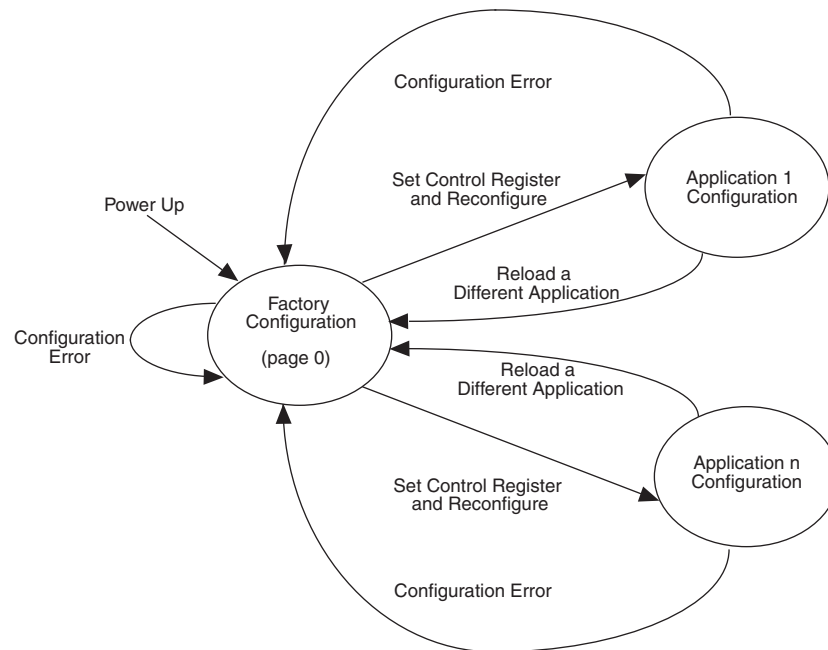 Configuration Error
Set Control Register
and Reconfigure
Application 1
Configuration
Power Up
Reload a
Different Application
Factory
Configuration
(page 0)
Configuration
Error
Reload a
Different Application
Set Control Register
and Reconfigure
Application n
Configuration
Configuration Error